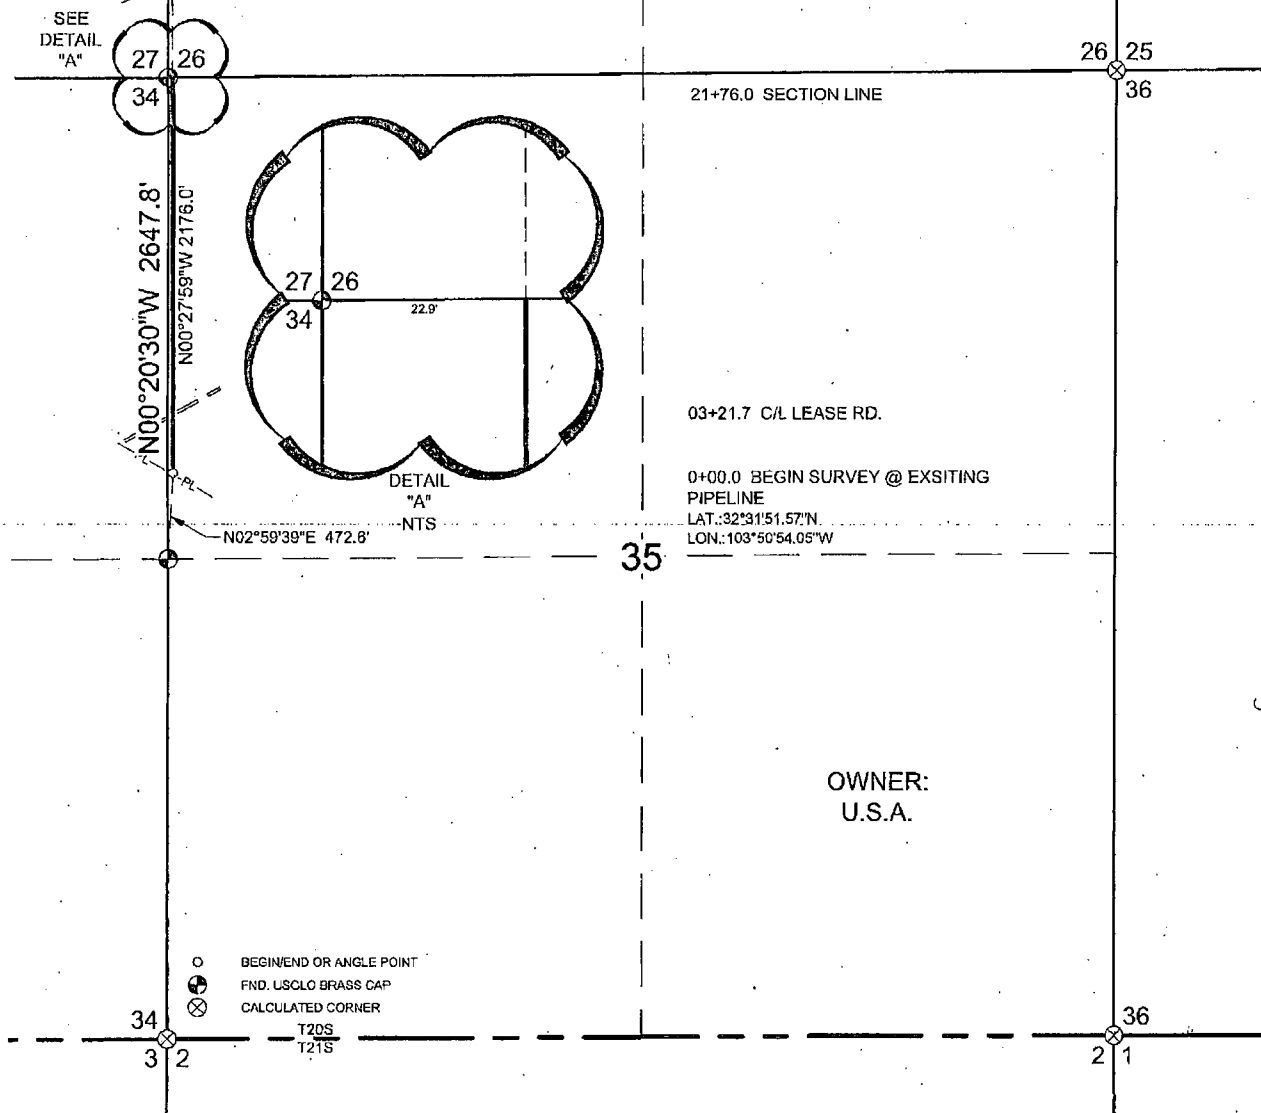 SEE
DETAIL
"A"
27 26
34
26 25
36
21+76.0 SECTION LINE
N00°20'30"W 2647.8'
N00°27'59"W 2176.0'
27 26
34
22.9'
DETAIL
"A"
NTS
03+21.7 C/L LEASE RD.
0+00.0 BEGIN SURVEY @ EXSITING
PIPELINE
LAT.:32°31'51.57"N
LON.:103°50'54.05"W
PL
PL
N02°59'39"E 472.6'
35
OWNER:
U.S.A.
BEGIN/END OR ANGLE POINT
FND. USGLO BRASS CAP
CALCULATED CORNER
T20S
T21S
34
3 2
36
2 1